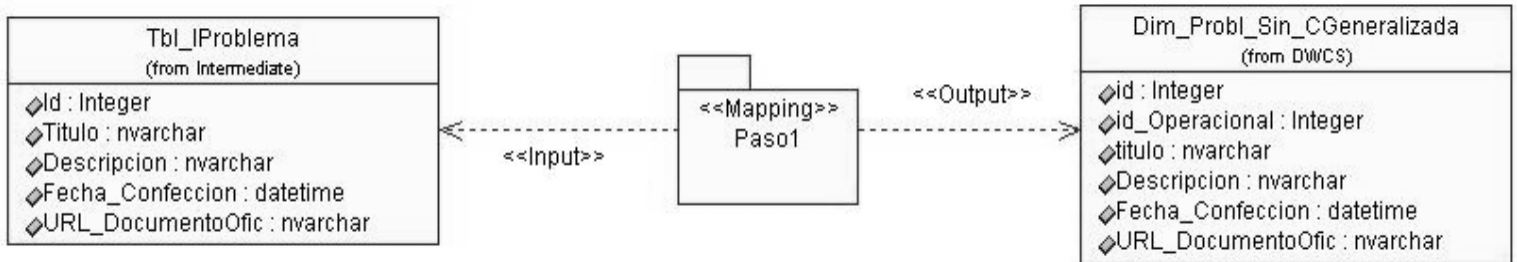 Tbl_IProblema
(from Intermediate)
Id : Integer
Titulo : nvarchar
Descripcion : nvarchar
Fecha_Confeccion : datetime
URL_DocumentoOfic : nvarchar
<<Input>>
<<Mapping>>
Paso1
<<Output>>
Dim_Probl_Sin_CGeneralizada
(from DWCS)
id : Integer
id_Operacional : Integer
titulo : nvarchar
Descripcion : nvarchar
Fecha_Confeccion : datetime
URL_DocumentoOfic : nvarchar